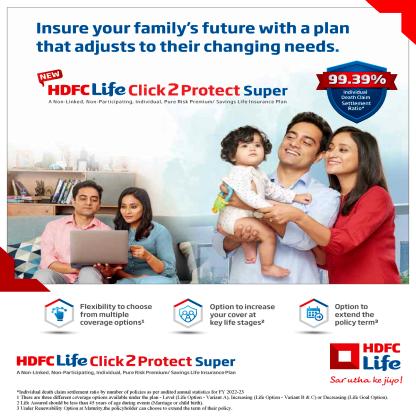 Insure your family's future with a plan
that adjusts to their changing needs.
NEW
HDFC Life Click 2 Protect Super
A Non-Linked, Non-Participating, Individual, Pure Risk Premium/ Savings Life Insurance Plan
99.39%
Individual
Death Claim
Settlement
Ratio*
Flexibility to choose
from multiple
coverage options¹
Option to increase
your cover at
key life stages²
Option to
extend the
policy term³
HDFC Life Click 2 Protect Super
A Non-Linked, Non-Participating, Individual, Pure Risk Premium/ Savings Life Insurance Plan
HDFC
Life
Sar utha ke jiyo!
*Individual death claim settlement ratio by number of policies as per audited annual statistics for FY 2022-23
1 There are three different coverage options available under the plan - Level (Life Option - Variant A), Increasing (Life Option - Variant B & C) or Decreasing (Life Goal Option).
2 Life Assured should be less than 45 years of age during events (Marriage or child birth).
3 Under Renewability Option at Maturity, the policyholder can choose to extend the term of their policy.